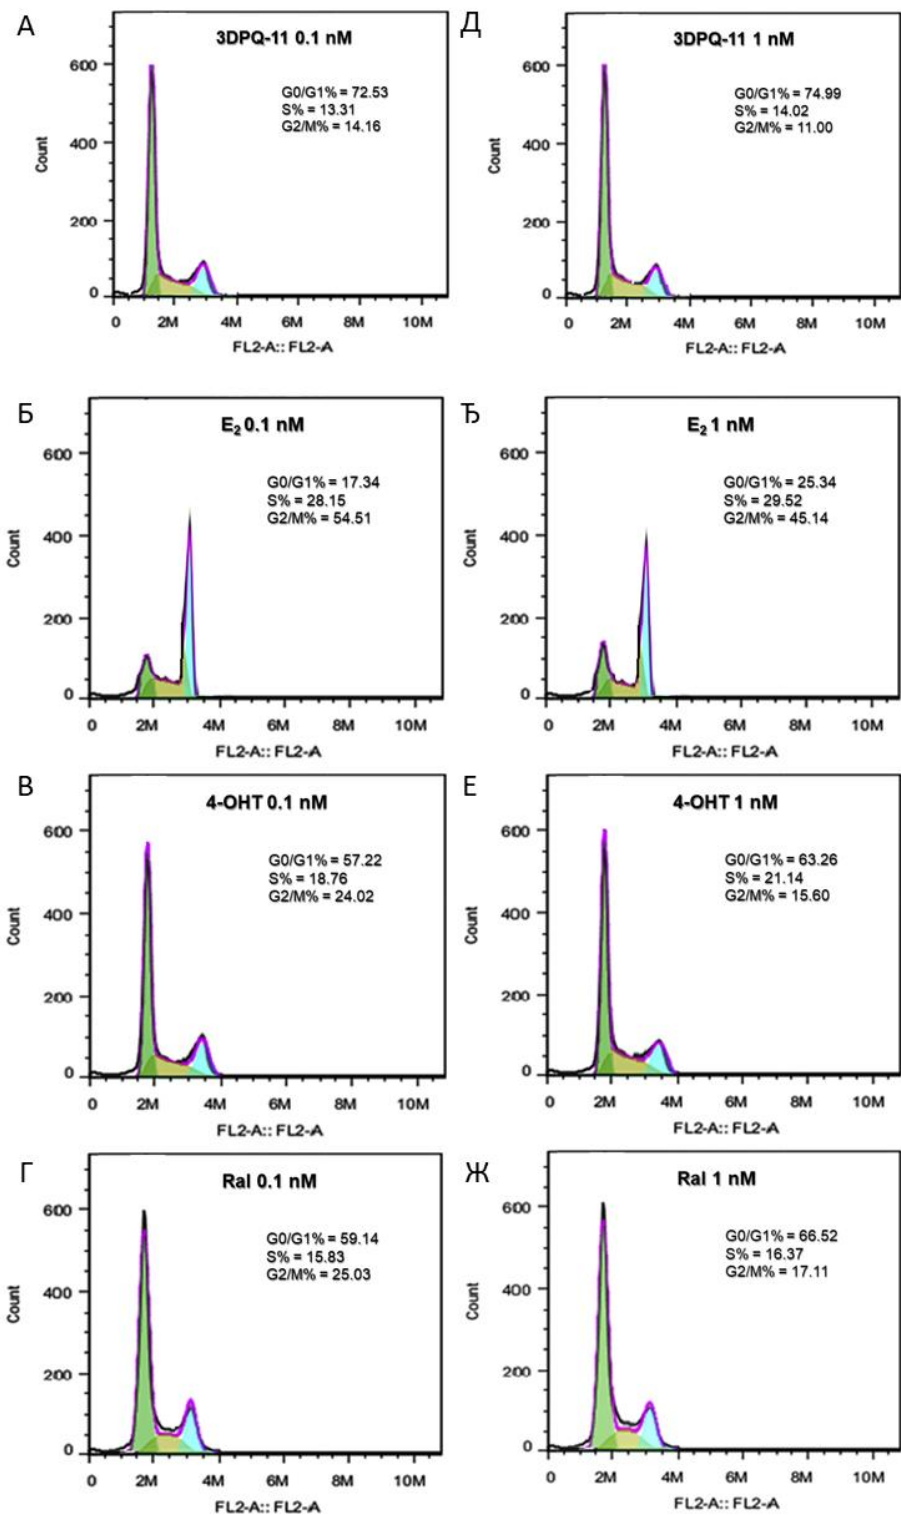 А
3DPQ-11 0.1 nM
G0/G1% = 72.53
S% = 13.31
G2/M% = 14.16
Count
600
400
200
0
0 2M 4M 6M 8M 10M
FL2-A:: FL2-A
Д
3DPQ-11 1 nM
G0/G1% = 74.99
S% = 14.02
G2/M% = 11.00
Count
600
400
200
0
0 2M 4M 6M 8M 10M
FL2-A:: FL2-A
Б
E₂ 0.1 nM
G0/G1% = 17.34
S% = 28.15
G2/M% = 54.51
Count
600
400
200
0
0 2M 4M 6M 8M 10M
FL2-A:: FL2-A
Ђ
E₂ 1 nM
G0/G1% = 25.34
S% = 29.52
G2/M% = 45.14
Count
600
400
200
0
0 2M 4M 6M 8M 10M
FL2-A:: FL2-A
В
4-OHT 0.1 nM
G0/G1% = 57.22
S% = 18.76
G2/M% = 24.02
Count
600
400
200
0
0 2M 4M 6M 8M 10M
FL2-A:: FL2-A
Е
4-OHT 1 nM
G0/G1% = 63.26
S% = 21.14
G2/M% = 15.60
Count
600
400
200
0
0 2M 4M 6M 8M 10M
FL2-A:: FL2-A
Г
Ral 0.1 nM
G0/G1% = 59.14
S% = 15.83
G2/M% = 25.03
Count
600
400
200
0
0 2M 4M 6M 8M 10M
FL2-A:: FL2-A
Ж
Ral 1 nM
G0/G1% = 66.52
S% = 16.37
G2/M% = 17.11
Count
600
400
200
0
0 2M 4M 6M 8M 10M
FL2-A:: FL2-A